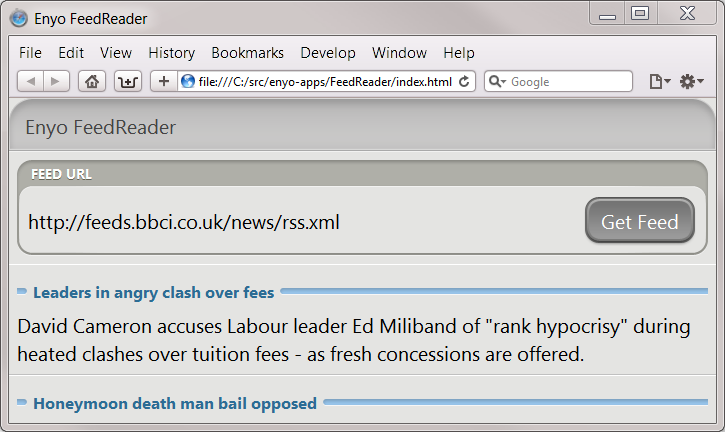 Enyo FeedReader
File Edit View History Bookmarks Develop Window Help
file:///C:/src/enyo-apps/FeedReader/index.html Google
Enyo FeedReader
FEED URL
http://feeds.bbci.co.uk/news/rss.xml Get Feed
Leaders in angry clash over fees
David Cameron accuses Labour leader Ed Miliband of "rank hypocrisy" during
heated clashes over tuition fees - as fresh concessions are offered.
Honeymoon death man bail opposed